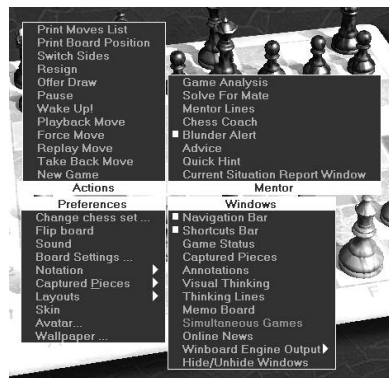 Print Moves List
Print Board Position
Switch Sides
Resign
Offer Draw
Pause
Wake Up!
Playback Move
Force Move
Replay Move
Take Back Move
New Game
Actions
Game Analysis
Solve For Mate
Mentor Lines
Chess Coach
Blunder Alert
Advice
Quick Hint
Current Situation Report Window
Mentor
Preferences
Change chess set ...
Flip board
Sound
Board Settings ...
Notation
Captured Pieces
Layouts
Skin
Avatar...
Wallpaper ...
Windows
Navigation Bar
Shortcuts Bar
Game Status
Captured Pieces
Annotations
Visual Thinking
Thinking Lines
Memo Board
Simultaneous Games
Online News
Winboard Engine Output
Hide/Unhide Windows